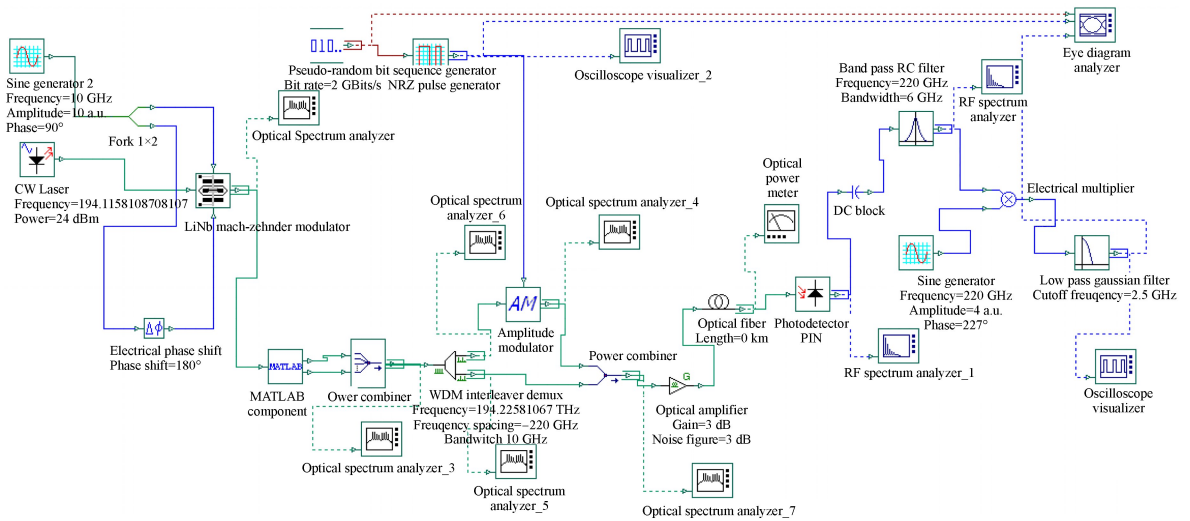 010..
Pseudo-random bit sequence generator
Bit rate=2 GBits/s NRZ pulse generator
Oscilloscope visualizer_2
Eye diagram
analyzer
Sine generator 2
Frequency=10 GHz
Amplitude=10 a.u.
Phase=90°
Fork 1×2
Optical Spectrum analyzer
Band pass RC filter
Frequency=220 GHz
Bandwidth=6 GHz
RF spectrum
analyzer
CW Laser
Frequency=194.1158108708107
Power=24 dBm
LiNb mach-zehnder modulator
Optical spectrum
analyzer_6
Optical spectrum analyzer_4
Optical
power
meter
DC block
Electrical multiplier
Electrical phase shift
Phase shift=180°
Δϕ
AM
Amplitude
modulator
Optical fiber
Length=0 km
Photodetector
PIN
Sine generator
Frequency=220 GHz
Amplitude=4 a.u.
Phase=227°
Low pass gaussian filter
Cutoff freuqency=2.5 GHz
MATLAB
MATLAB
component
Ower combiner
WDM interleaver demux
Frequency=194.22581067 THz
Freuqency spacing=−220 GHz
Bandwitch 10 GHz
Power combiner
G
Optical amplifier
Gain=3 dB
Noise figure=3 dB
RF spectrum analyzer_1
Oscilloscope
visualizer
Optical spectrum analyzer_3
Optical spectrum
analyzer_5
Optical spectrum analyzer_7